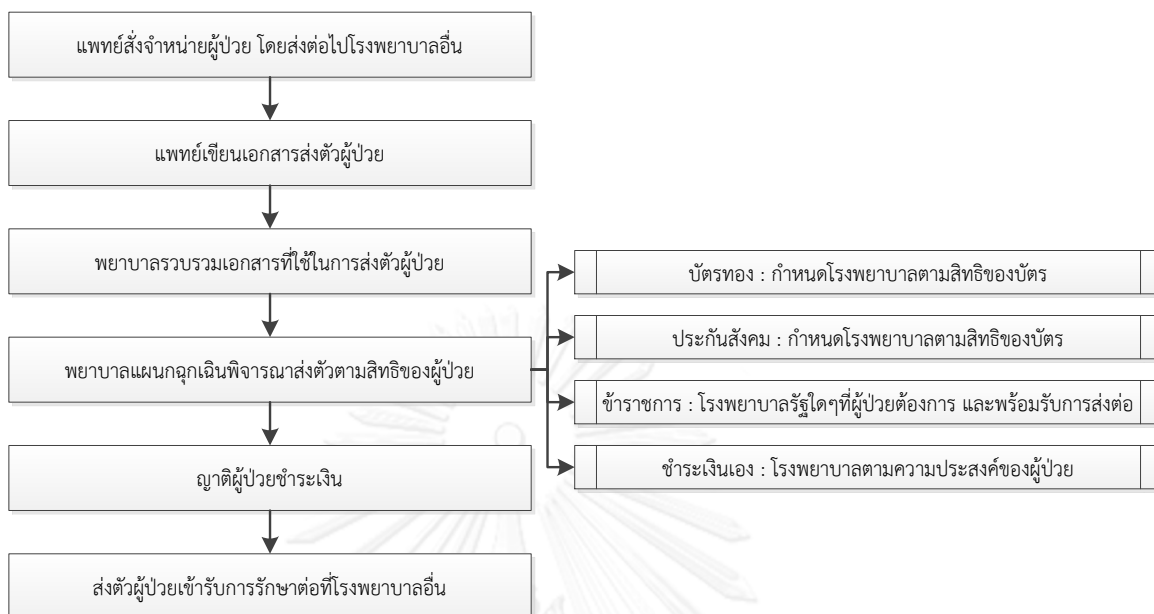 แพทย์สั่งจำหน่ายผู้ป่วย โดยส่งต่อไปโรงพยาบาลอื่น
แพทย์เขียนเอกสารส่งตัวผู้ป่วย
พยาบาลรวบรวมเอกสารที่ใช้ในการส่งตัวผู้ป่วย
พยาบาลแผนกฉุกเฉินพิจารณาส่งตัวตามสิทธิของผู้ป่วย
บัตรทอง : กำหนดโรงพยาบาลตามสิทธิของบัตร
ประกันสังคม : กำหนดโรงพยาบาลตามสิทธิของบัตร
ข้าราชการ : โรงพยาบาลรัฐใดๆที่ผู้ป่วยต้องการ และพร้อมรับการส่งต่อ
ชำระเงินเอง : โรงพยาบาลตามความประสงค์ของผู้ป่วย
ญาติผู้ป่วยชำระเงิน
ส่งตัวผู้ป่วยเข้ารับการรักษาต่อที่โรงพยาบาลอื่น